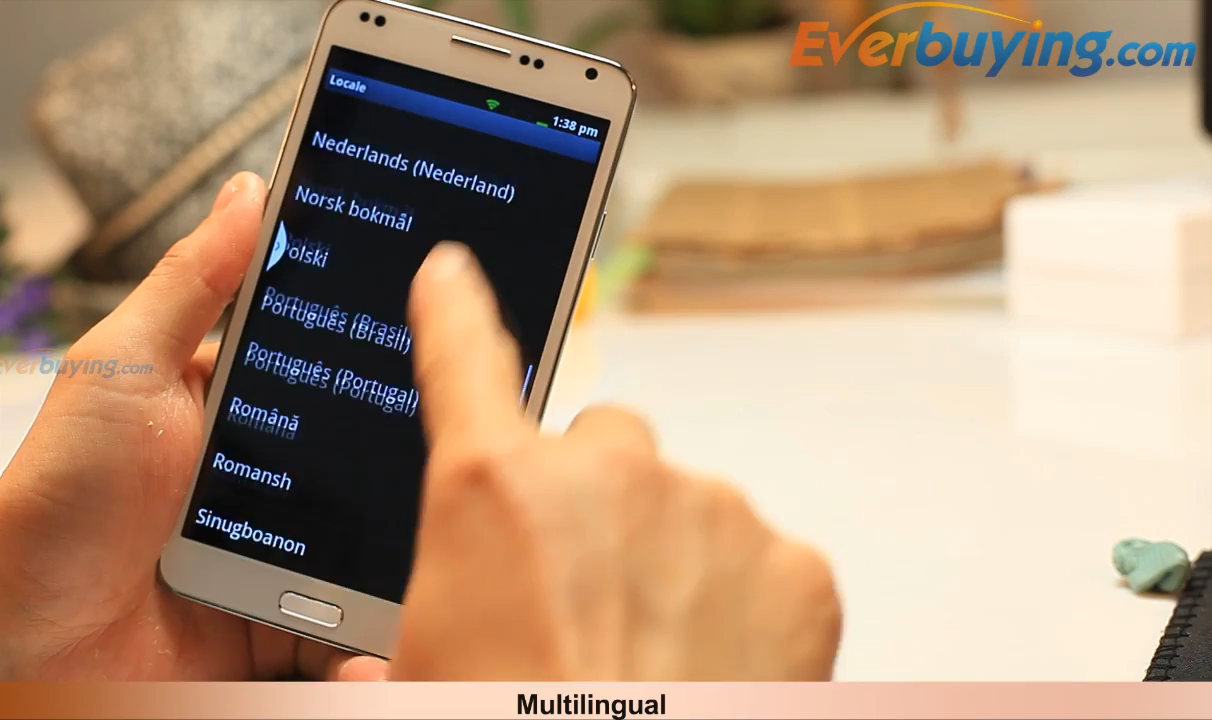 Everbuying.com
Locale
1:38 pm
Nederlands (Nederland)
Norsk bokmål
olski
Português (Brasil)
Português (Portugal)
Română
Romansh
Sinugboanon
Everbuying.com
Multilingual